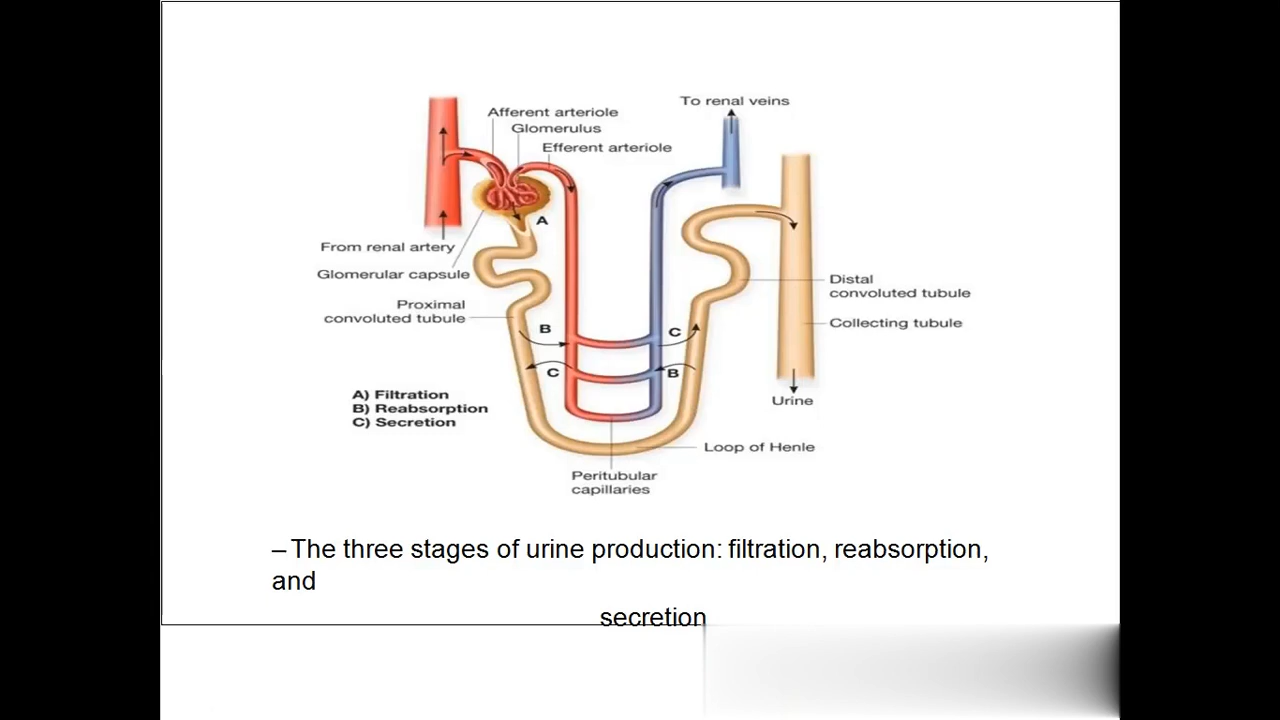 To renal veins
Afferent arteriole
Glomerulus
Efferent arteriole
A
From renal artery
Glomerular capsule
Proximal
convoluted tubule
Distal
convoluted tubule
Collecting tubule
B
C
C
B
A) Filtration
B) Reabsorption
C) Secretion
Urine
Loop of Henle
Peritubular
capillaries
– The three stages of urine production: filtration, reabsorption,
and
secretion